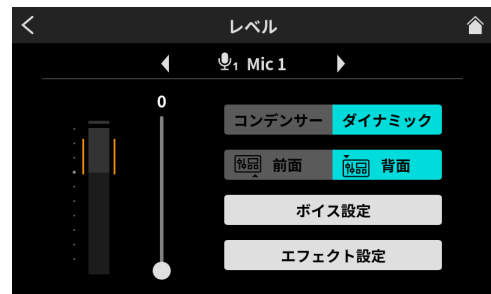 レベル
1 Mic 1
0
コンデンサー ダイナミック
前面 背面
ボイス設定
エフェクト設定